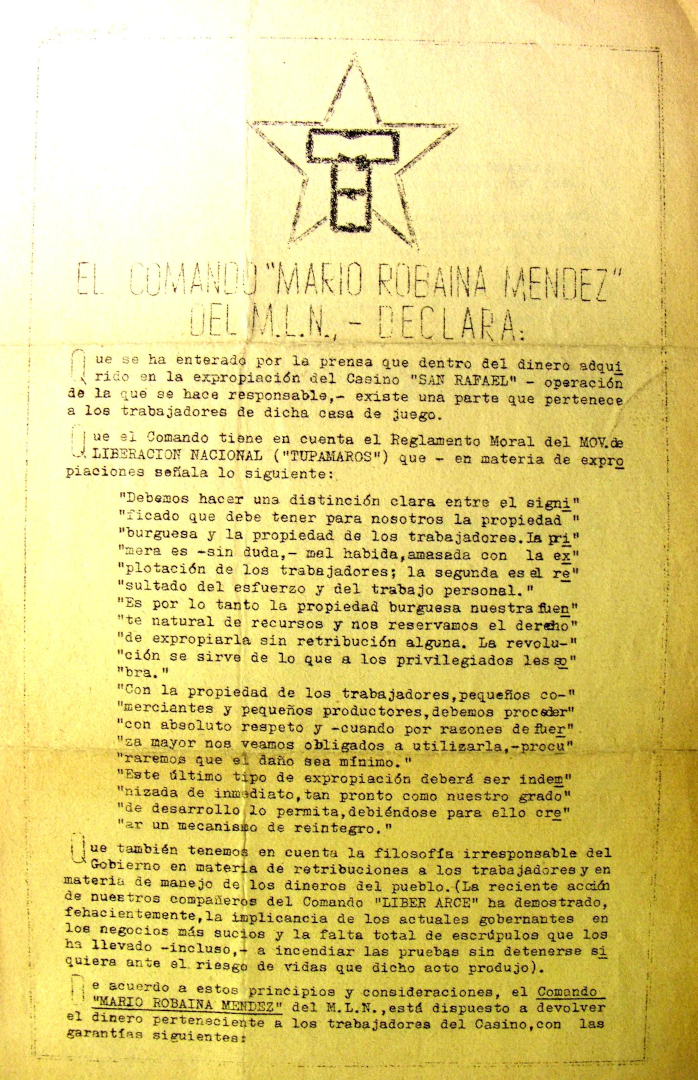 T
EL COMANDO "MARIO ROBAINA MENDEZ"
DEL M.L.N., - DECLARA:
Que se ha enterado por la prensa que dentro del dinero adqui
rido en la expropiación del Casino "SAN RAFAEL" - operación
de la que se hace responsable,- existe una parte que pertenece
a los trabajadores de dicha casa de juego.
Que el Comando tiene en cuenta el Reglamento Moral del MOV.de
LIBERACION NACIONAL ("TUPAMAROS") que - en materia de expro
piaciones señala lo siguiente:
"Debemos hacer una distinción clara entre el signi"
"ficado que debe tener para nosotros la propiedad "
"burguesa y la propiedad de los trabajadores.La pri"
"mera es -sin duda,- mal habida,amasada con la ex"
"plotación de los trabajadores; la segunda es el re"
"sultado del esfuerzo y del trabajo personal."
"Es por lo tanto la propiedad burguesa nuestra fuen"
"te natural de recursos y nos reservamos el derecho"
"de expropiarla sin retribución alguna. La revolu-"
"ción se sirve de lo que a los privilegiados les so"
"bra."
"Con la propiedad de los trabajadores,pequeños co-"
"merciantes y pequeños productores,debemos proceder"
"con absoluto respeto y -cuando por razones de fuer"
"za mayor nos veamos obligados a utilizarla,-procu"
"raremos que el daño sea mínimo."
"Este último tipo de expropiación deberá ser indem"
"nizada de inmediato,tan pronto como nuestro grado"
"de desarrollo lo permita,debiéndose para ello cre"
"ar un mecanismo de reintegro."
Que también tenemos en cuenta la filosofía irresponsable del
Gobierno en materia de retribuciones a los trabajadores y en
materia de manejo de los dineros del pueblo.(La reciente acción
de nuestros compañeros del Comando "LIBER ARCE" ha demostrado,
fehacientemente,la implicancia de los actuales gobernantes en
los negocios más sucios y la falta total de escrúpulos que los
ha llevado -incluso,- a incendiar las pruebas sin detenerse si
quiera ante el riesgo de vidas que dicho acto produjo).
De acuerdo a estos principios y consideraciones, el Comando
"MARIO ROBAINA MENDEZ" del M.L.N.,está dispuesto a devolver
el dinero perteneciente a los trabajadores del Casino,con las
garantías siguientes: